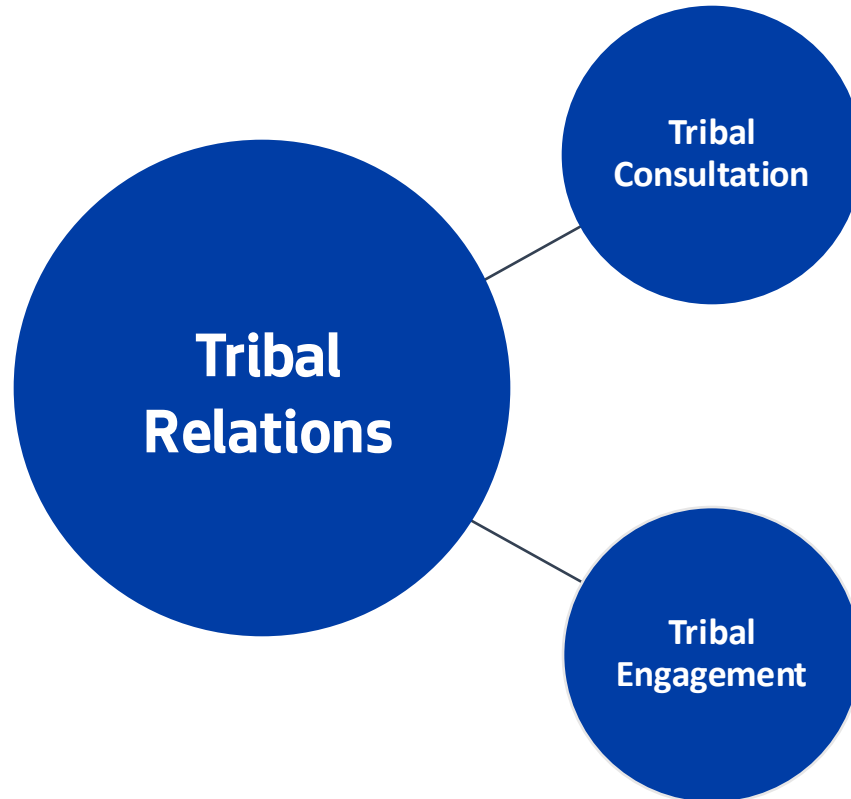 Tribal
Consultation
Tribal
Relations
Tribal
Engagement